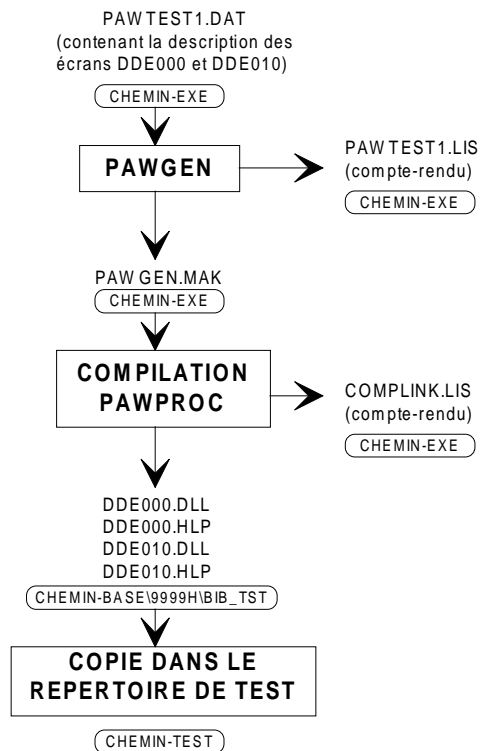 PAWTEST1.DAT
(contenant la description des
écrans DDE000 et DDE010)
CHEMIN-EXE
PAWGEN
PAWTEST1.LIS
(compte-rendu)
CHEMIN-EXE
PAWGEN.MAK
CHEMIN-EXE
COMPILATION
PAWPROC
COMPLINK.LIS
(compte-rendu)
CHEMIN-EXE
DDE000.DLL
DDE000.HLP
DDE010.DLL
DDE010.HLP
CHEMIN-BASE\9999H\BIB_TST
COPIE DANS LE
REPERTOIRE DE TEST
CHEMIN-TEST